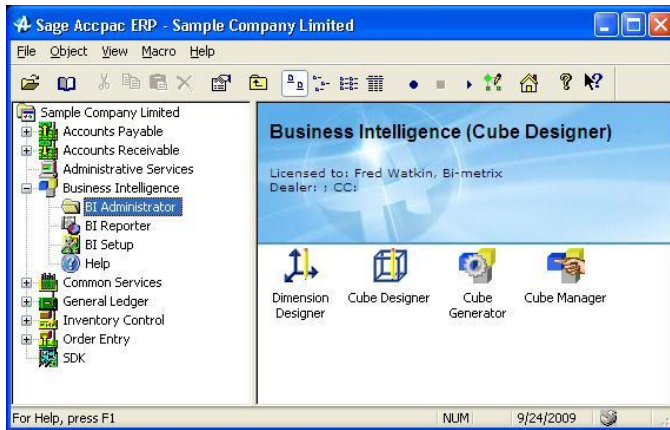 Sage Accpac ERP - Sample Company Limited
File Object View Macro Help
Sample Company Limited
Accounts Payable
Accounts Receivable
Administrative Services
Business Intelligence
BI Administrator
BI Reporter
BI Setup
Help
Common Services
General Ledger
Inventory Control
Order Entry
SDK
Business Intelligence (Cube Designer)
Licensed to: Fred Watkin, Bi-metrix
Dealer: ; CC:
Dimension Designer
Cube Designer
Cube Generator
Cube Manager
For Help, press F1
NUM
9/24/2009